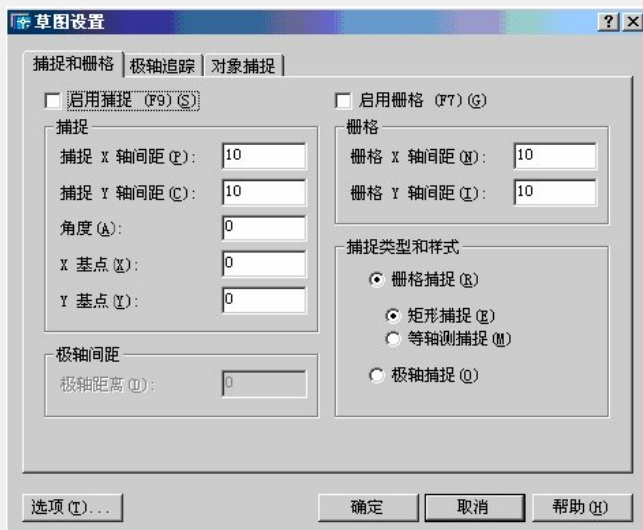 草图设置
捕捉和栅格 极轴追踪 对象捕捉
启用捕捉 (F9)(S)
启用栅格 (F7)(G)
捕捉
捕捉 X 轴间距(P): 10
捕捉 Y 轴间距(C): 10
角度(A): 0
X 基点(X): 0
Y 基点(Y): 0
栅格
栅格 X 轴间距(N): 10
栅格 Y 轴间距(I): 10
捕捉类型和样式
栅格捕捉(R)
矩形捕捉(E)
等轴测捕捉(M)
极轴捕捉(O)
极轴间距
极轴距离(D): 0
选项(T)... 确定 取消 帮助(H)